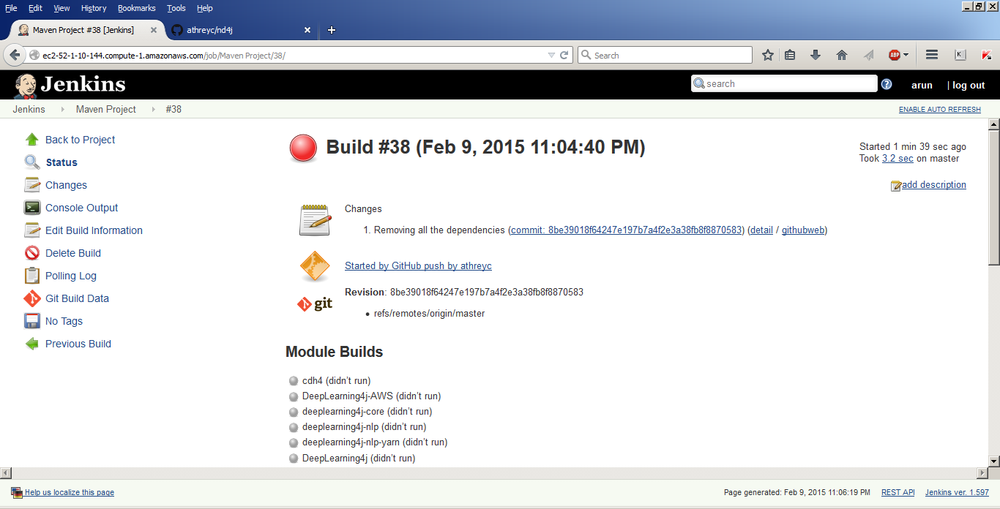 File Edit View History Bookmarks Tools Help
Maven Project #38 [Jenkins] athreyc/nd4j
ec2-52-1-10-144.compute-1.amazonaws.com/job/Maven Project/38/ Search ABP K
Jenkins search arun | log out
Jenkins Maven Project #38 ENABLE AUTO REFRESH
Back to Project
Status
Changes
Console Output
Edit Build Information
Delete Build
Polling Log
Git Build Data
No Tags
Previous Build
Build #38 (Feb 9, 2015 11:04:40 PM)
Started 1 min 39 sec ago
Took 3.2 sec on master
add description
Changes
1. Removing all the dependencies (commit: 8be39018f64247e197b7a4f2e3a38fb8f8870583) (detail / githubweb)
Started by GitHub push by athreyc
git
Revision: 8be39018f64247e197b7a4f2e3a38fb8f8870583
• refs/remotes/origin/master
Module Builds
cdh4 (didn't run)
DeepLearning4j-AWS (didn't run)
deeplearning4j-core (didn't run)
deeplearning4j-nlp (didn't run)
deeplearning4j-nlp-yarn (didn't run)
DeepLearning4j (didn't run)
Help us localize this page Page generated: Feb 9, 2015 11:06:19 PM REST API Jenkins ver. 1.597